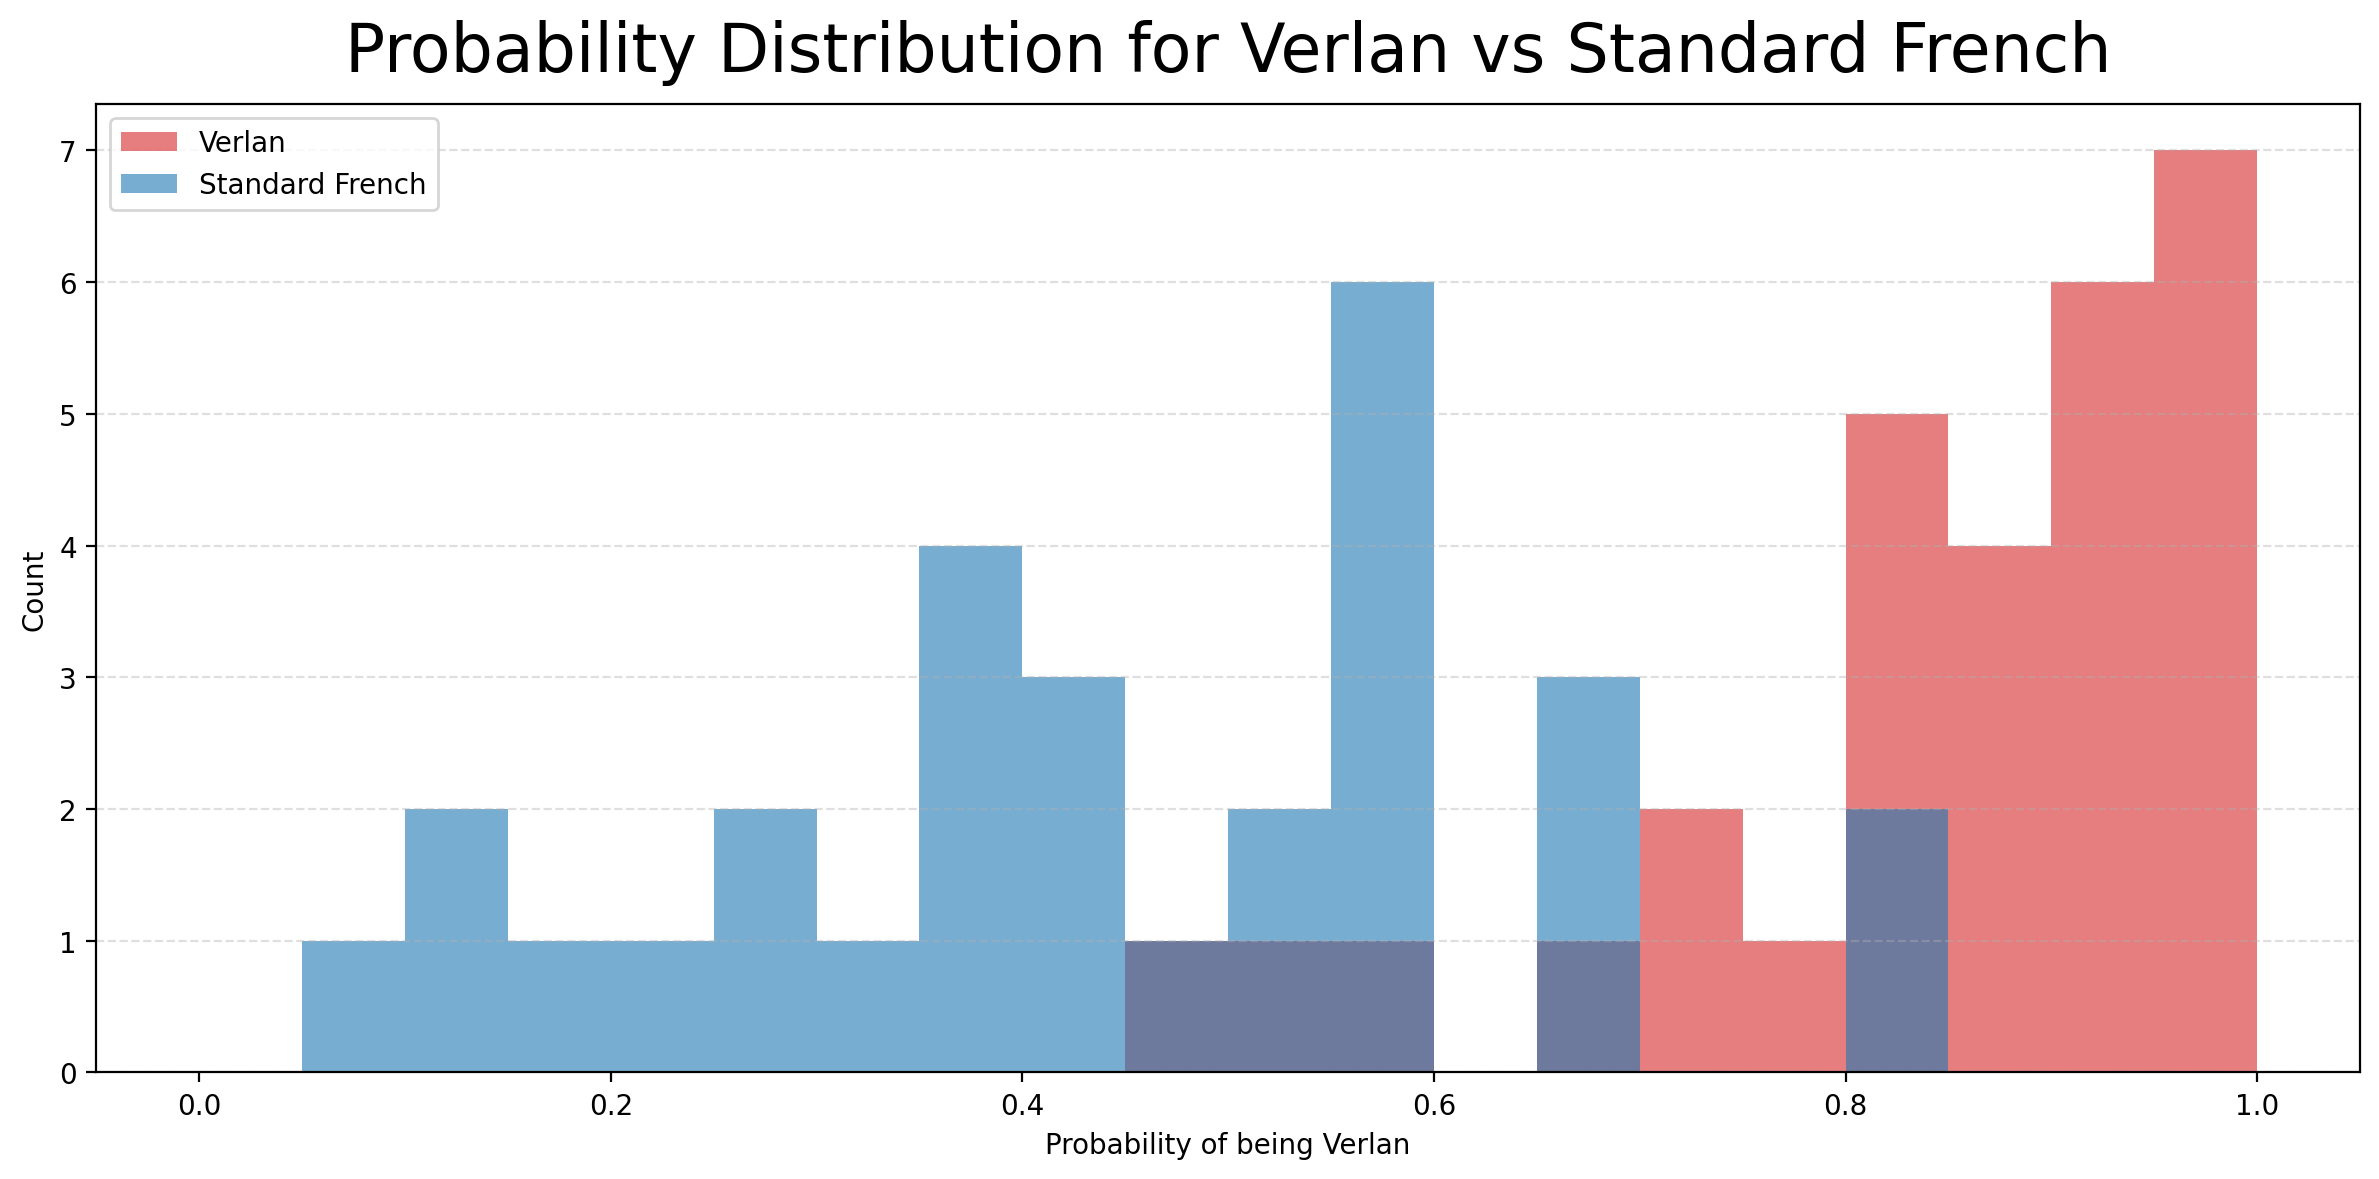 Probability Distribution for Verlan vs Standard French
Verlan
Standard French
7
6
5
4
3
2
1
0
Count
0.0 0.2 0.4 0.6 0.8 1.0
Probability of being Verlan